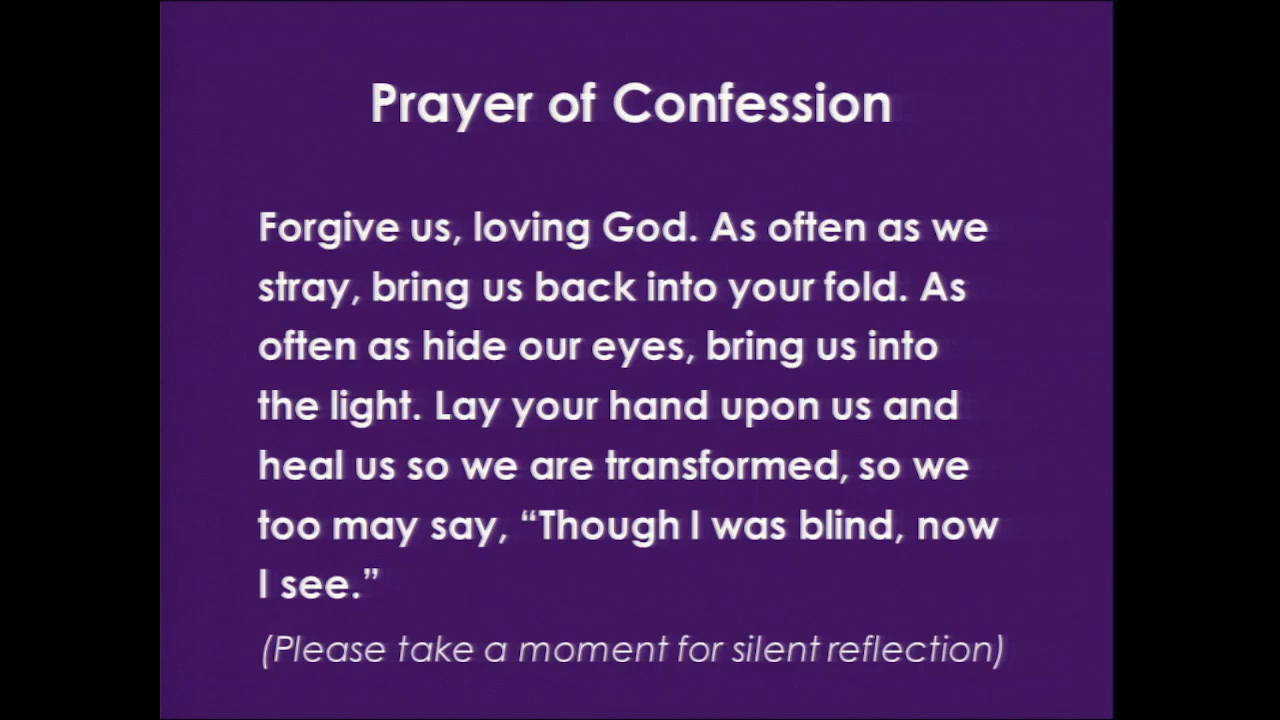 Prayer of Confession
Forgive us, loving God. As often as we
stray, bring us back into your fold. As
often as hide our eyes, bring us into
the light. Lay your hand upon us and
heal us so we are transformed, so we
too may say, “Though I was blind, now
I see.”
(Please take a moment for silent reflection)